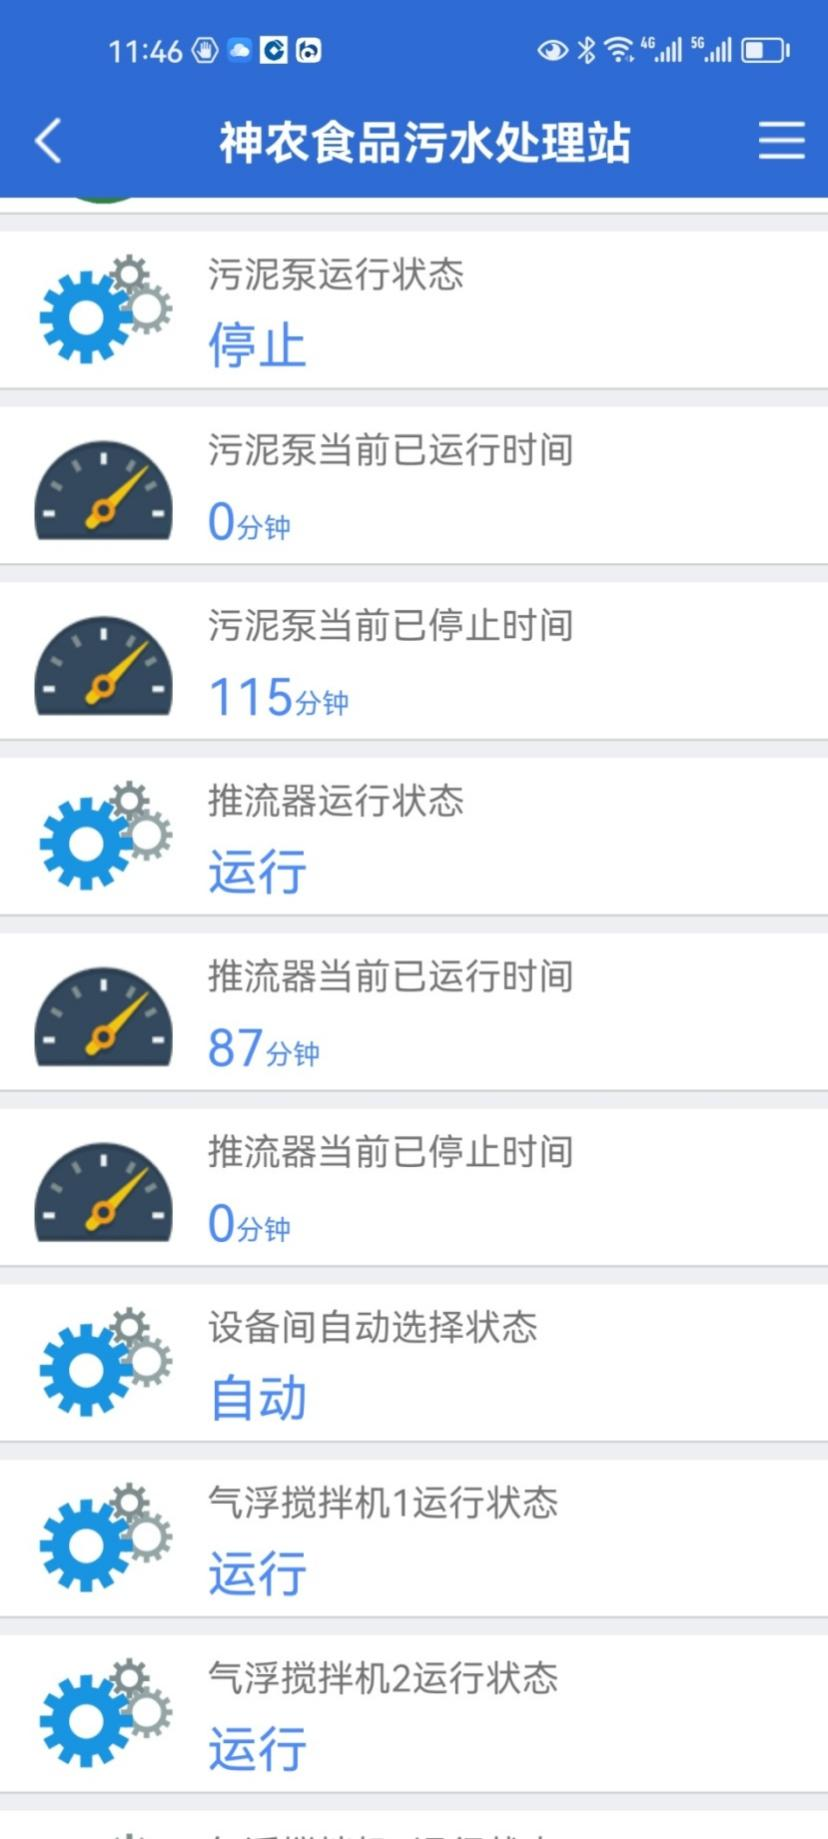 11:46
4G 5G
神农食品污水处理站
污泥泵运行状态
停止
污泥泵当前已运行时间
0分钟
污泥泵当前已停止时间
115分钟
推流器运行状态
运行
推流器当前已运行时间
87分钟
推流器当前已停止时间
0分钟
设备间自动选择状态
自动
气浮搅拌机1运行状态
运行
气浮搅拌机2运行状态
运行